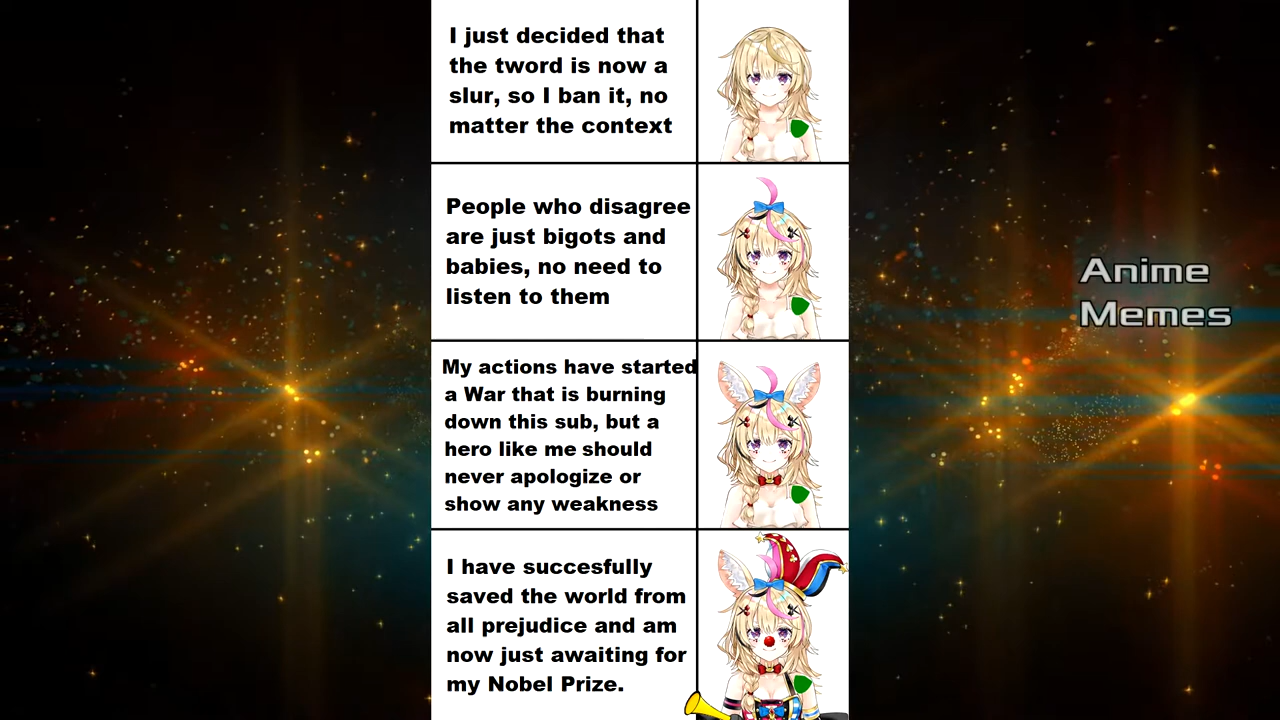 I just decided that
the tword is now a
slur, so I ban it, no
matter the context
People who disagree
are just bigots and
babies, no need to
listen to them
My actions have started
a War that is burning
down this sub, but a
hero like me should
never apologize or
show any weakness
I have succesfully
saved the world from
all prejudice and am
now just awaiting for
my Nobel Prize.
Anime
Memes